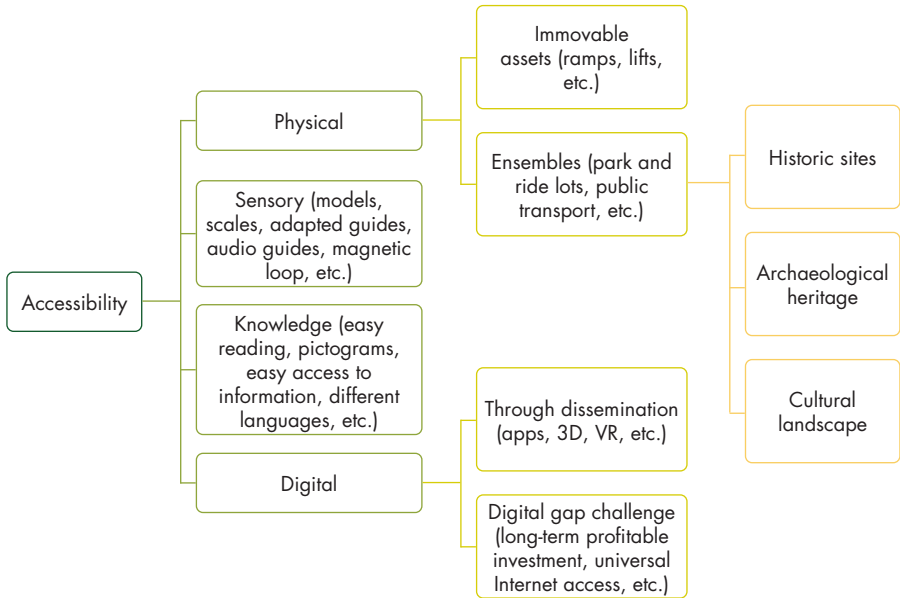 Accessibility
Physical
Sensory (models,
scales, adapted guides,
audio guides, magnetic
loop, etc.)
Knowledge (easy
reading, pictograms,
easy access to
information, different
languages, etc.)
Digital
Immovable
assets (ramps, lifts,
etc.)
Ensembles (park and
ride lots, public
transport, etc.)
Through dissemination
(apps, 3D, VR, etc.)
Digital gap challenge
(long-term profitable
investment, universal
Internet access, etc.)
Historic sites
Archaeological
heritage
Cultural
landscape